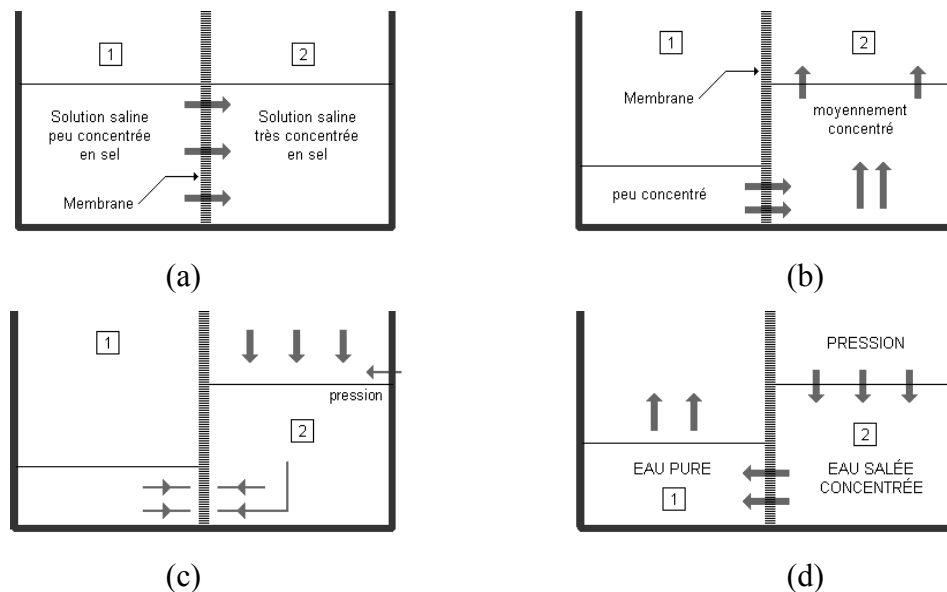 1
2
Solution saline
peu concentrée
en sel
Solution saline
très concentrée
en sel
Membrane
(a)
1
2
Membrane
moyennement
concentré
peu concentré
(b)
1
pression
2
(c)
PRESSION
2
EAU PURE
1
EAU SALÉE
CONCENTRÉE
(d)